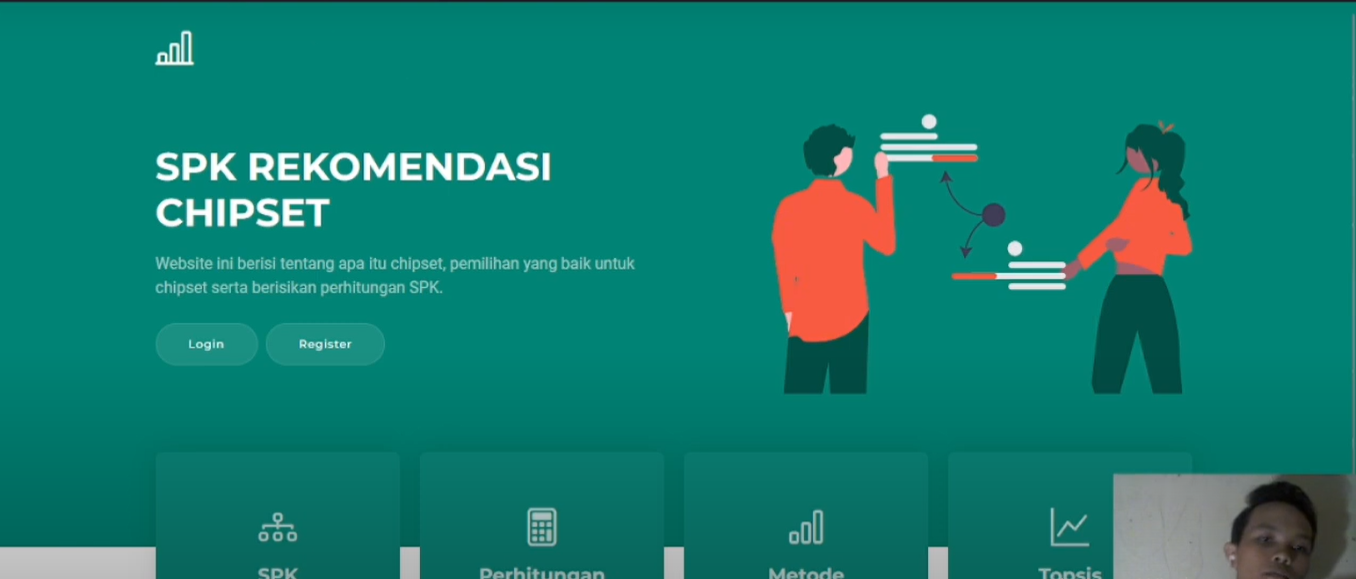 SPK REKOMENDASI
CHIPSET
Website ini berisi tentang apa itu chipset, pemilihan yang baik untuk
chipset serta berisikan perhitungan SPK.
Login
Register
SPK
Perhitungan
Metode
Topsis